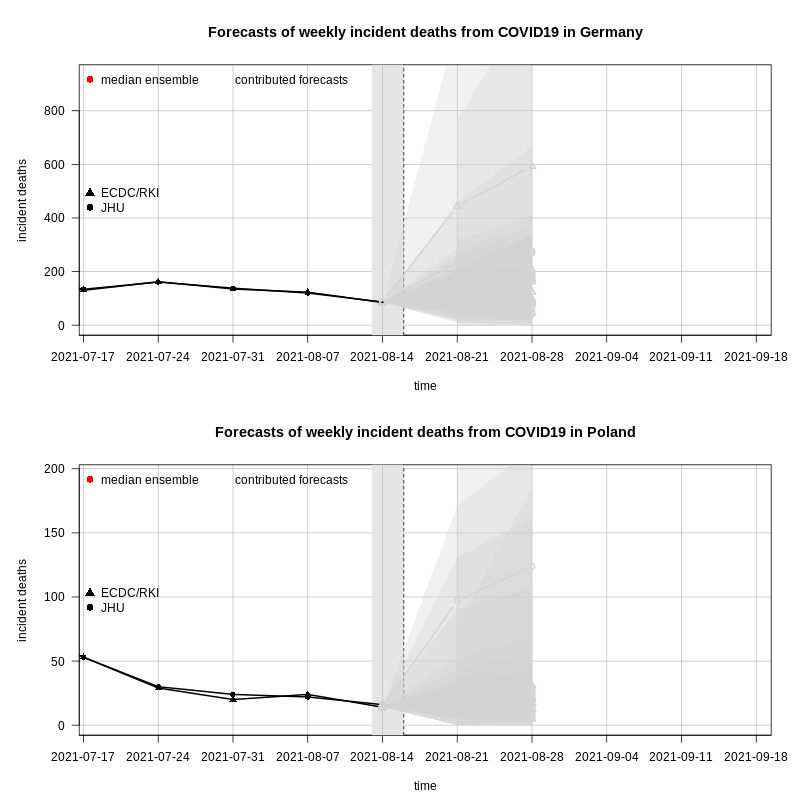 Forecasts of weekly incident deaths from COVID19 in Germany
median ensemble contributed forecasts
800
600
ECDC/RKI
JHU
400
200
0
incident deaths
2021-07-17 2021-07-24 2021-07-31 2021-08-07 2021-08-14 2021-08-21 2021-08-28 2021-09-04 2021-09-11 2021-09-18
time
Forecasts of weekly incident deaths from COVID19 in Poland
200
median ensemble contributed forecasts
150
100
ECDC/RKI
JHU
50
0
incident deaths
2021-07-17 2021-07-24 2021-07-31 2021-08-07 2021-08-14 2021-08-21 2021-08-28 2021-09-04 2021-09-11 2021-09-18
time